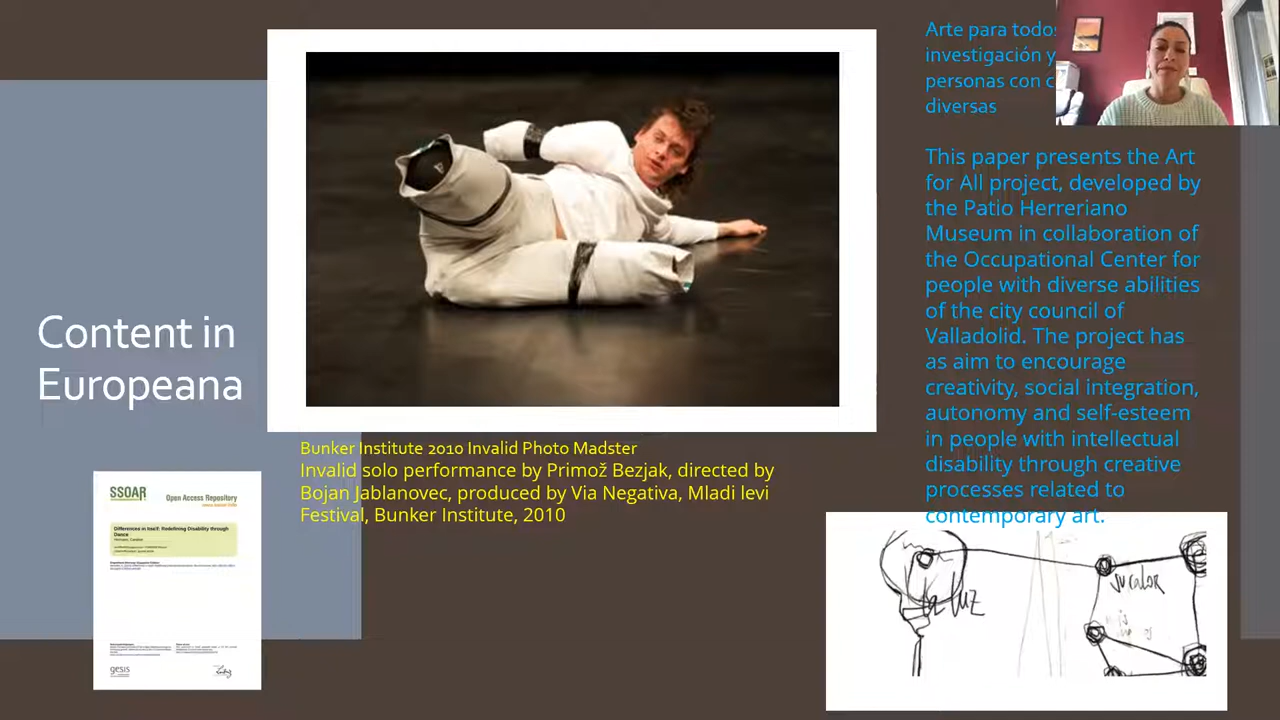 Content in
Europeana
Bunker Institute 2010 Invalid Photo Madster
Invalid solo performance by Primož Bezjak, directed by
Bojan Jablanovec, produced by Via Negativa, Mladi levi
Festival, Bunker Institute, 2010
Arte para todos
investigación y
personas con c
diversas
This paper presents the Art
for All project, developed by
the Patio Herreriano
Museum in collaboration of
the Occupational Center for
people with diverse abilities
of the city council of
Valladolid. The project has
as aim to encourage
creativity, social integration,
autonomy and self-esteem
in people with intellectual
disability through creative
processes related to
contemporary art.
SSOAR
Open Access Repository
Differences in Itself: Redefining Disability through
Dance
gesis
la luz
su calor